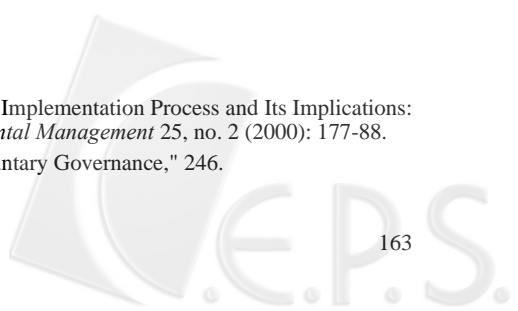 Implementation Process and Its Implications:
ntal Management 25, no. 2 (2000): 177-88.
ntary Governance," 246.
163
C.E.P.S.